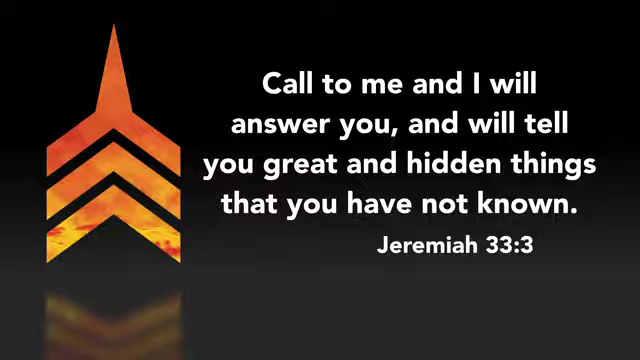 Call to me and I will
answer you, and will tell
you great and hidden things
that you have not known.
Jeremiah 33:3